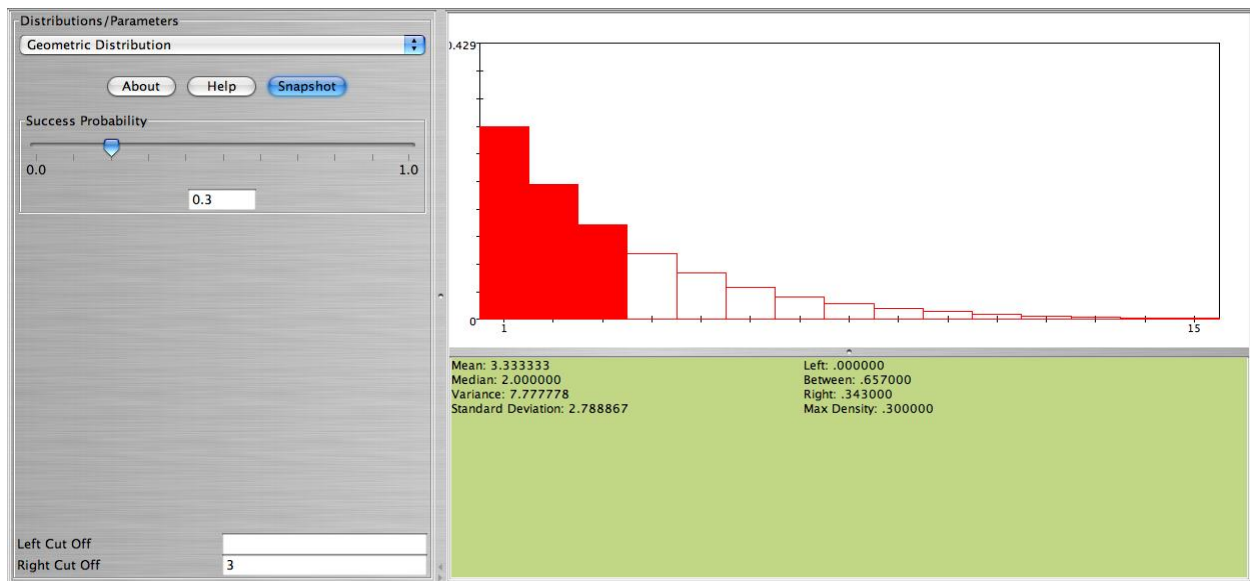 Distributions/Parameters
Geometric Distribution
About Help Snapshot
Success Probability
0.0 1.0
0.3
Left Cut Off
Right Cut Off 3
0.429
0
1 15
Mean: 3.333333
Median: 2.000000
Variance: 7.777778
Standard Deviation: 2.788867
Left: .000000
Between: .657000
Right: .343000
Max Density: .300000